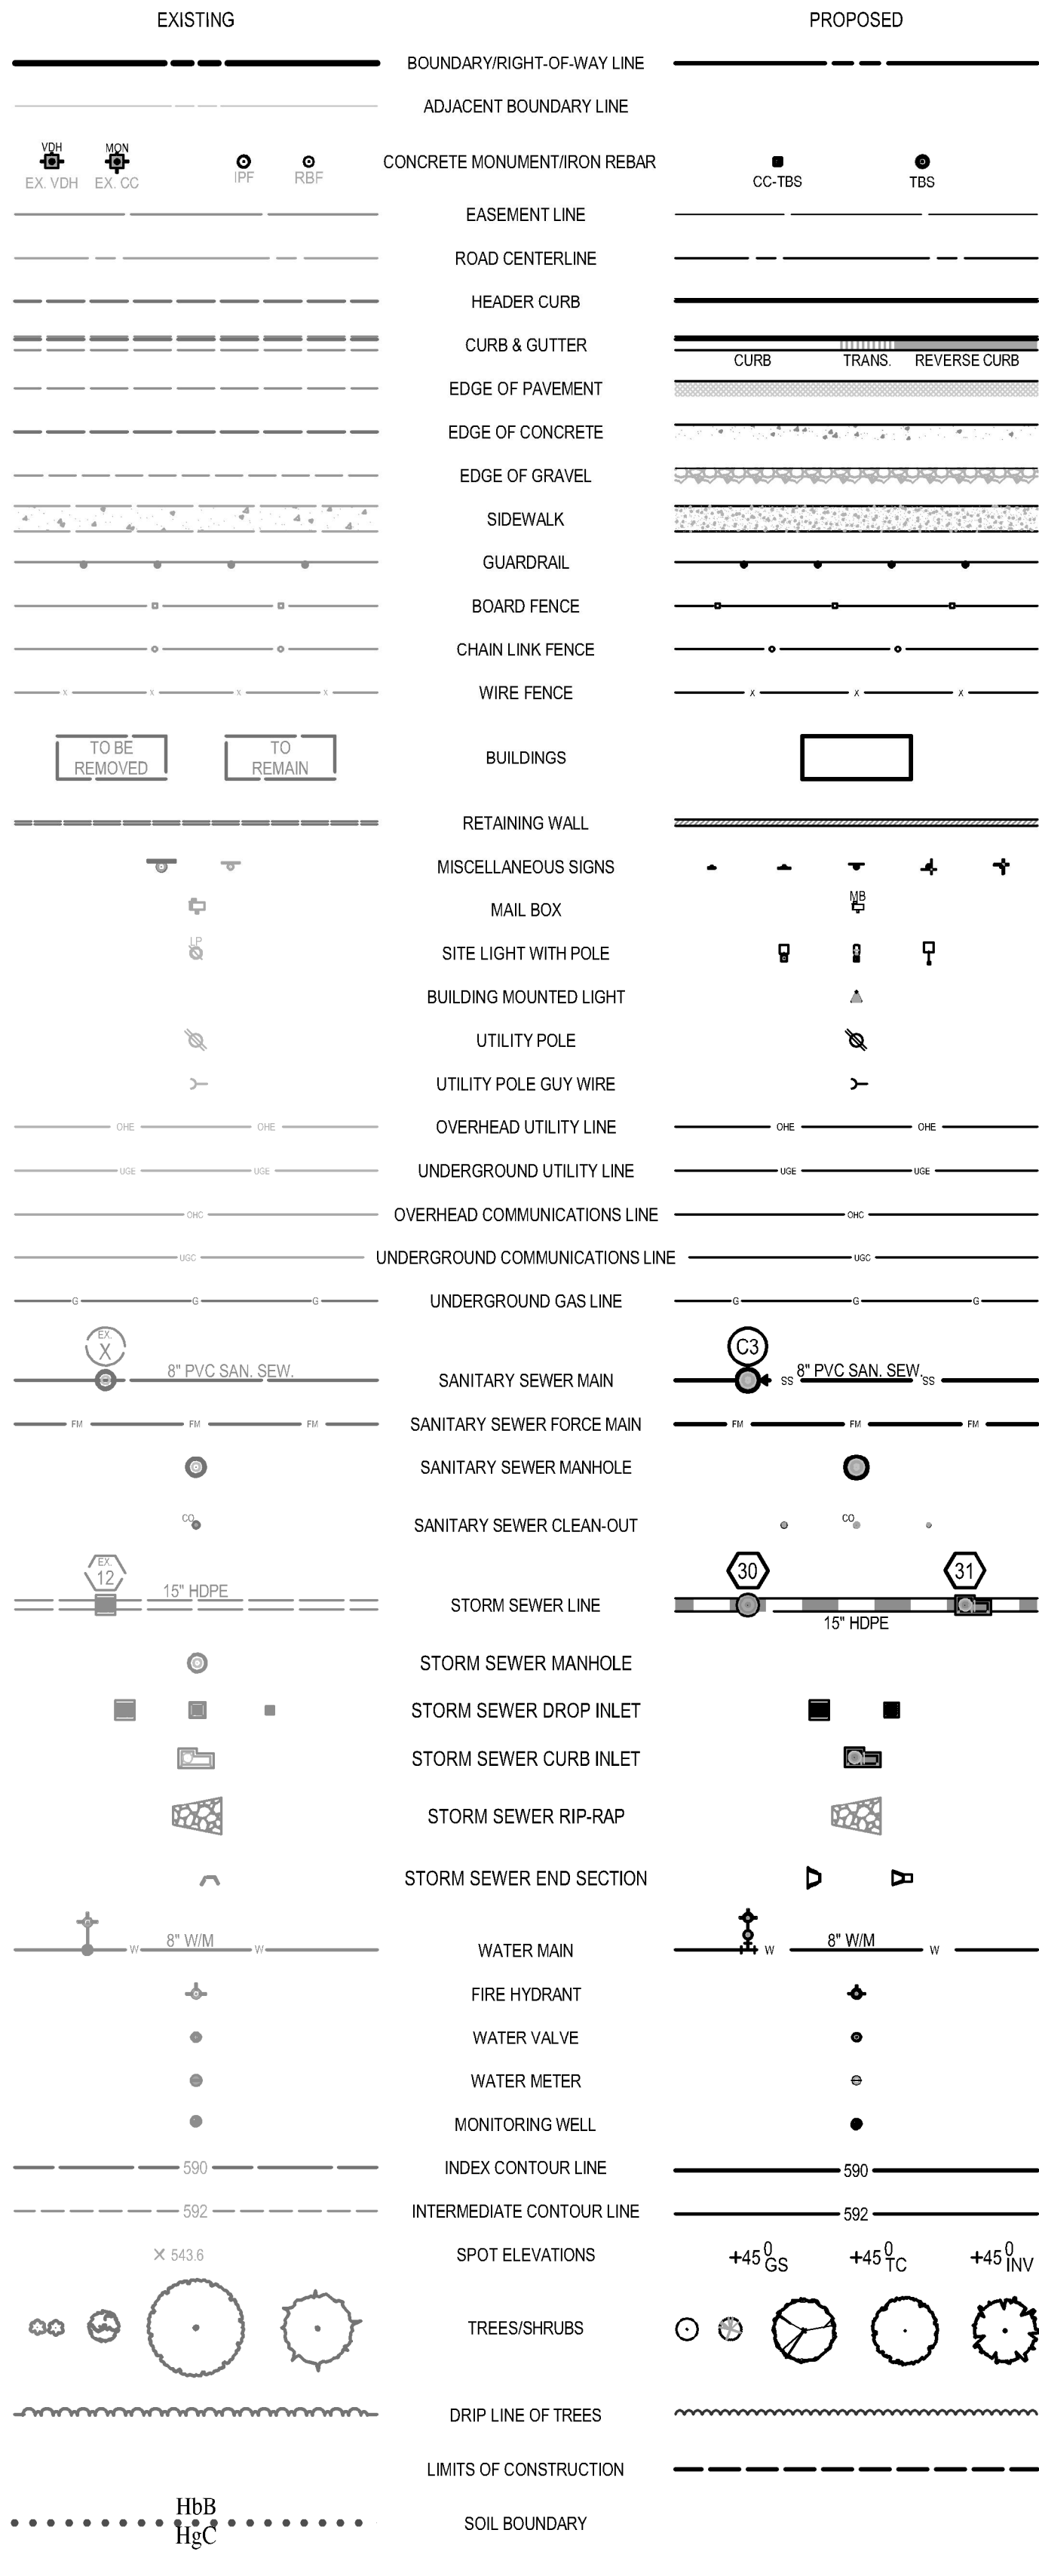 EXISTING PROPOSED
BOUNDARY/RIGHT-OF-WAY LINE
ADJACENT BOUNDARY LINE
VDH MON
CONCRETE MONUMENT/IRON REBAR
EX. VDH EX. CC IPF RBF CC-TBS TBS
EASEMENT LINE
ROAD CENTERLINE
HEADER CURB
CURB & GUTTER
CURB TRANS. REVERSE CURB
EDGE OF PAVEMENT
EDGE OF CONCRETE
EDGE OF GRAVEL
SIDEWALK
GUARDRAIL
BOARD FENCE
CHAIN LINK FENCE
X X X X WIRE FENCE X X X
TO BE REMOVED
TO REMAIN
BUILDINGS
RETAINING WALL
MISCELLANEOUS SIGNS
MB
MAIL BOX
LP
SITE LIGHT WITH POLE
BUILDING MOUNTED LIGHT
UTILITY POLE
UTILITY POLE GUY WIRE
OHE OHE OVERHEAD UTILITY LINE OHE OHE
UGE UGE UNDERGROUND UTILITY LINE UGE UGE
OHC OVERHEAD COMMUNICATIONS LINE OHC
UGC UNDERGROUND COMMUNICATIONS LINE UGC
G G G UNDERGROUND GAS LINE G G G
EX.
X C3
8" PVC SAN. SEW. 8" PVC SAN. SEW.
SANITARY SEWER MAIN SS SS
FM FM FM SANITARY SEWER FORCE MAIN FM FM FM
SANITARY SEWER MANHOLE
CO CO
SANITARY SEWER CLEAN-OUT
EX.
12 30 31
15" HDPE
STORM SEWER LINE
15" HDPE
STORM SEWER MANHOLE
STORM SEWER DROP INLET
STORM SEWER CURB INLET
STORM SEWER RIP-RAP
STORM SEWER END SECTION
8" W/M 8" W/M
W W WATER MAIN W W
FIRE HYDRANT
WATER VALVE
WATER METER
MONITORING WELL
590 INDEX CONTOUR LINE 590
592 INTERMEDIATE CONTOUR LINE 592
X 543.6 SPOT ELEVATIONS +45 0 GS +45 0 TC +45 0 INV
TREES/SHRUBS
DRIP LINE OF TREES
LIMITS OF CONSTRUCTION
HbB
SOIL BOUNDARY
HgC